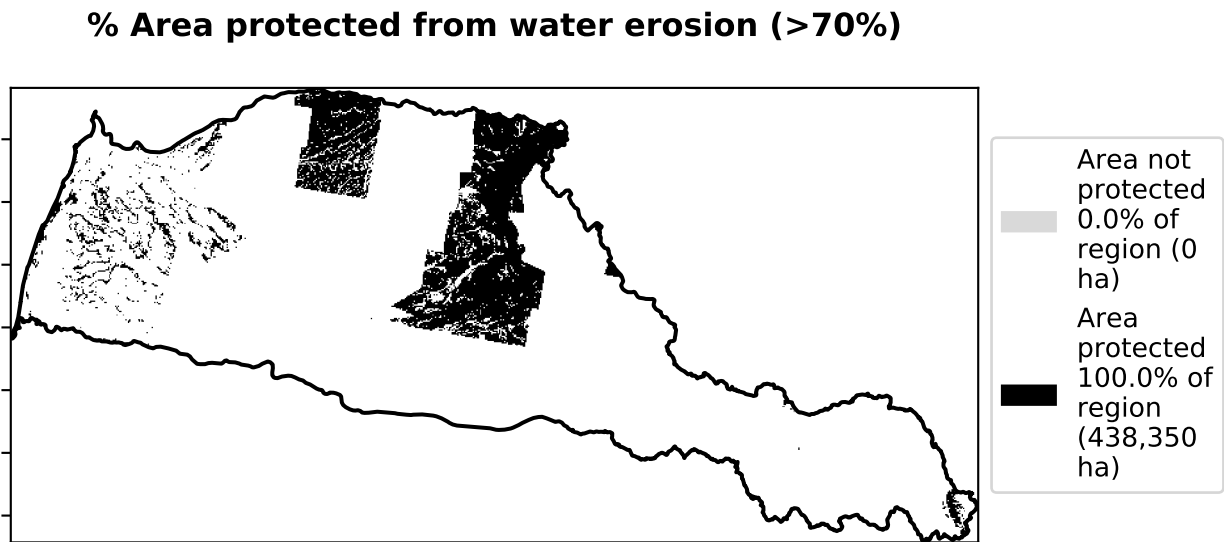 % Area protected from water erosion (>70%)
Area not
protected
0.0% of
region (0
ha)
Area
protected
100.0% of
region
(438,350
ha)